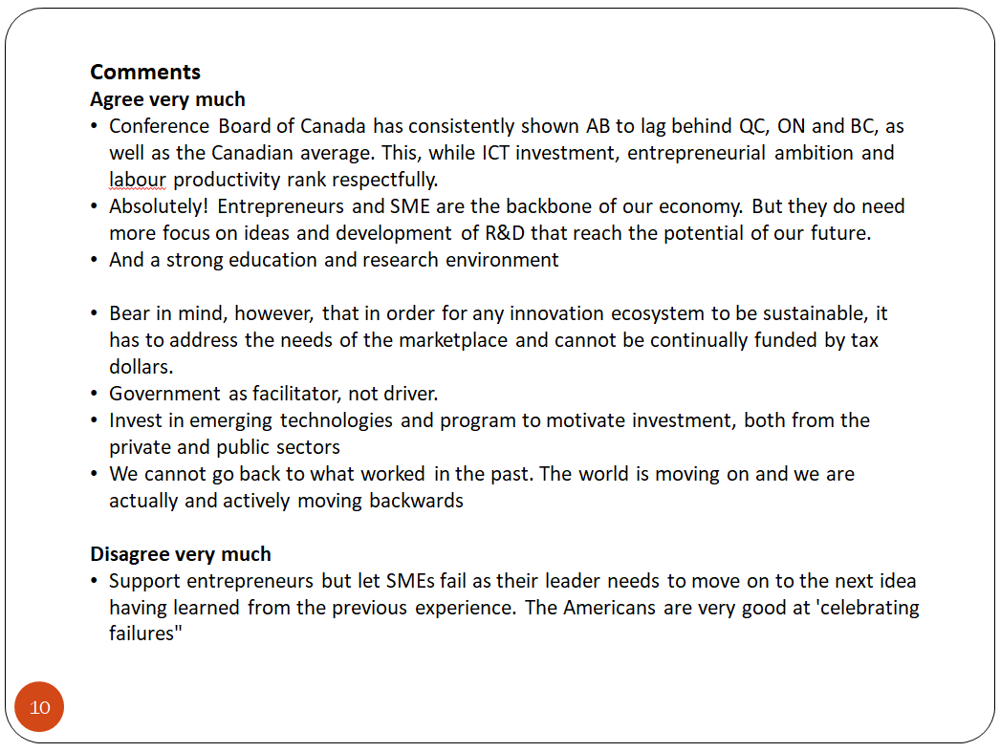 Comments
Agree very much
• Conference Board of Canada has consistently shown AB to lag behind QC, ON and BC, as
well as the Canadian average. This, while ICT investment, entrepreneurial ambition and
labour productivity rank respectfully.
• Absolutely! Entrepreneurs and SME are the backbone of our economy. But they do need
more focus on ideas and development of R&D that reach the potential of our future.
• And a strong education and research environment
• Bear in mind, however, that in order for any innovation ecosystem to be sustainable, it
has to address the needs of the marketplace and cannot be continually funded by tax
dollars.
• Government as facilitator, not driver.
• Invest in emerging technologies and program to motivate investment, both from the
private and public sectors
• We cannot go back to what worked in the past. The world is moving on and we are
actually and actively moving backwards
Disagree very much
• Support entrepreneurs but let SMEs fail as their leader needs to move on to the next idea
having learned from the previous experience. The Americans are very good at 'celebrating
failures"
10